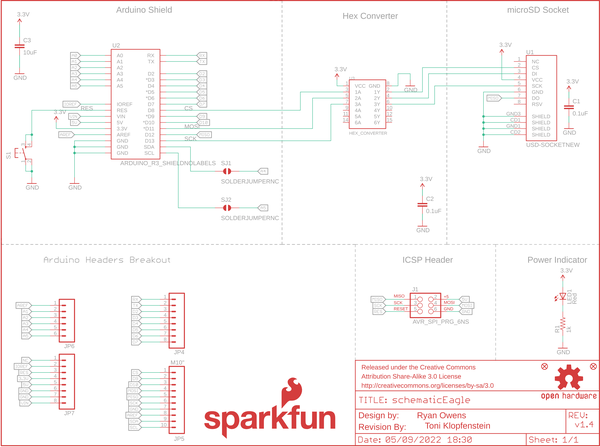 Arduino Shield
Hex Converter
microSD Socket
3.3V
C3
10uF
GND
U2
A0
A1
A2
A3
A4
A5
IOREF
RES
VIN
5V
3.3V
AREF
GND
GND
GND
RX
TX
D2
*D3
D4
*D5
*D6
D7
D8
*D9
*D10
*D11
D12
D13
SDA
SCL
RES
3.3V
CS
MOSI
SCK
ARDUINO_R3_SHIELDNOLABELS
S1
GND
GND
SJ1
SOLDERJUMPERNC
SJ2
SOLDERJUMPERNC
3.3V
VCC
GND
1A
1Y
2A
2Y
3A
3Y
4A
4Y
5A
5Y
6A
6Y
HEX_CONVERTER
GND
3.3V
U1
NC
CS
DI
VCC
SCK
GND
DO
RSV
GND3
CD1
GND1
CD2
SHIELD
SHIELD
SHIELD
SHIELD
USD-SOCKETNEW
GND
3.3V
C1
0.1uF
GND
3.3V
C2
0.1uF
GND
Arduino Headers Breakout
JP6
JP7
JP4
M10"
JP5
ICSP Header
J1
MISO
SCK
RESET
+5
MOSI
GND
AVR_SPI_PRG_6NS
Power Indicator
3.3V
LED1
Red
R1
1k
GND
sparkfun
Released under the Creative Commons
Attribution Share-Alike 3.0 License
http://creativecommons.org/licenses/by-sa/3.0
open hardware
TITLE: schematicEagle
Design by: Ryan Owens
Revision By: Toni Klopfenstein
REV:
v1.4
Date: 05/09/2022 18:30
Sheet: 1/1